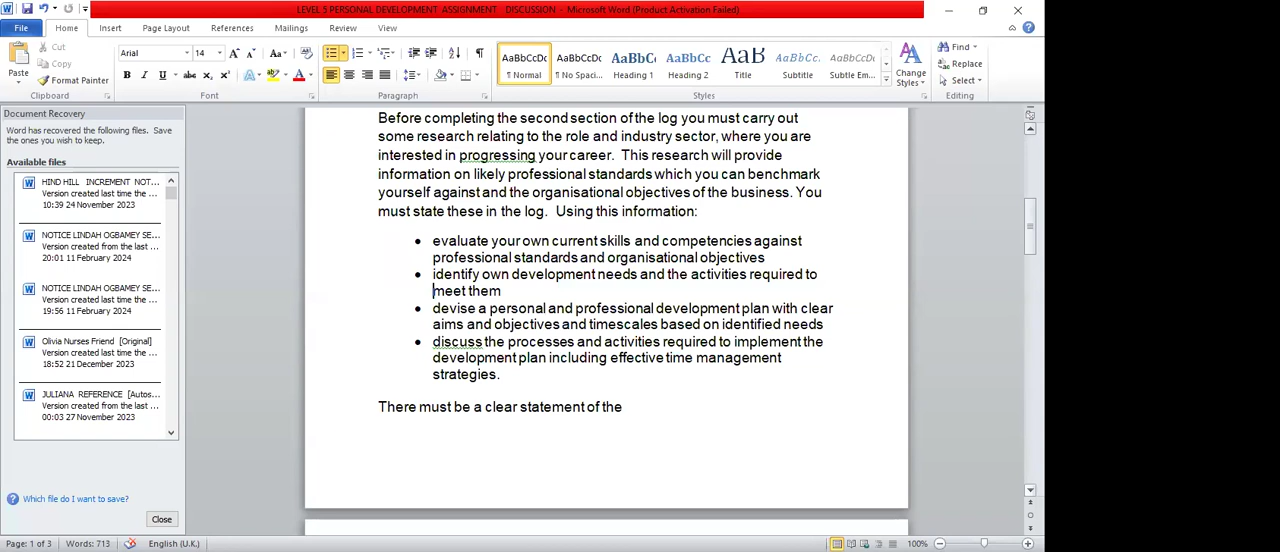 LEVEL 5 PERSONAL DEVELOPMENT ASSIGNMENT DISCUSSION. - Microsoft Word (Product Activation Failed)
File Home Insert Page Layout References Mailings Review View
Paste
Cut
Copy
Format Painter
Clipboard
Arial 14
Font
Paragraph
AaBbCcDc AaBbCcDc AaBbCc AaBbCc AaB AaBbCc. AaBbCcDc
¶ Normal ¶ No Spaci... Heading 1 Heading 2 Title Subtitle Subtle Em...
Styles
Change Styles
Find
Replace
Select
Editing
Document Recovery
Word has recovered the following files. Save
the ones you wish to keep.
Available files
HIND HILL INCREMENT NOT...
Version created last time the ...
10:39 24 November 2023
NOTICE LINDAH OGBAMEY SE...
Version created from the last ...
20:01 11 February 2024
NOTICE LINDAH OGBAMEY SE...
Version created from the last ...
19:56 11 February 2024
Olivia Nurses Friend [Original]
Version created last time the ...
18:52 21 December 2023
JULIANA REFERENCE [Autos...
Version created from the last ...
00:03 27 November 2023
Which file do I want to save?
Close
Before completing the second section of the log you must carry out
some research relating to the role and industry sector, where you are
interested in progressing your career. This research will provide
information on likely professional standards which you can benchmark
yourself against and the organisational objectives of the business. You
must state these in the log. Using this information:
• evaluate your own current skills and competencies against
professional standards and organisational objectives
• identify own development needs and the activities required to
meet them
• devise a personal and professional development plan with clear
aims and objectives and timescales based on identified needs
• discuss the processes and activities required to implement the
development plan including effective time management
strategies.
There must be a clear statement of the
Page: 1 of 3 Words: 713 English (U.K.) 100%